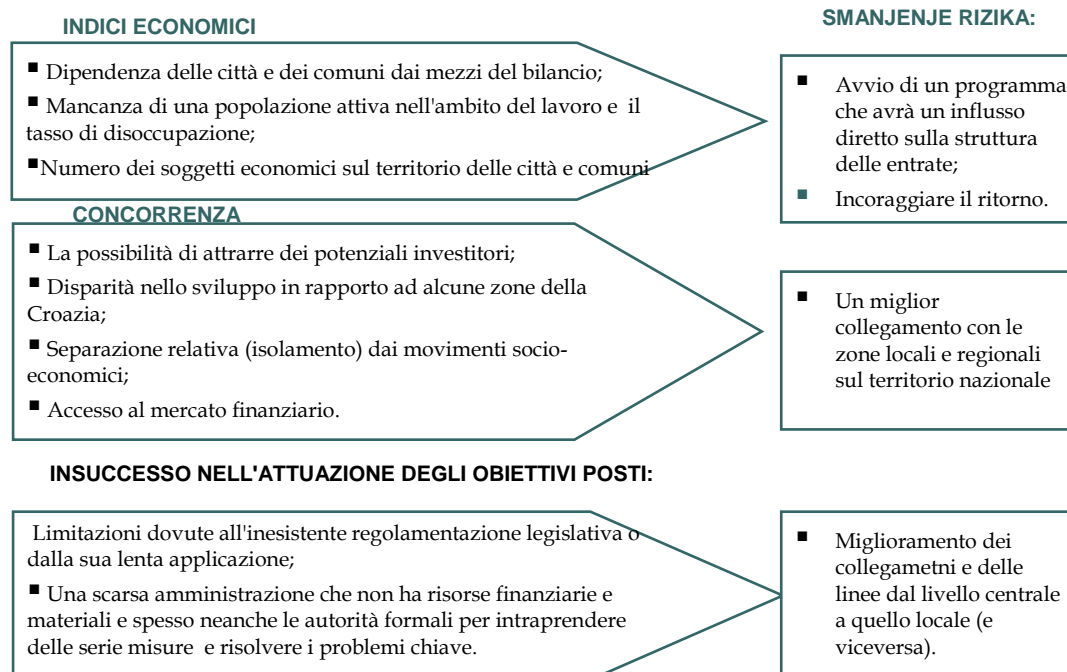 INDICI ECONOMICI
▪ Dipendenza delle città e dei comuni dai mezzi del bilancio;
▪ Mancanza di una popolazione attiva nell'ambito del lavoro e il
tasso di disoccupazione;
▪Numero dei soggetti economici sul territorio delle città e comuni
SMANJENJE RIZIKA:
▪ Avvio di un programma
che avrà un influsso
diretto sulla struttura
delle entrate;
▪ Incoraggiare il ritorno.
CONCORRENZA
▪ La possibilità di attrarre dei potenziali investitori;
▪ Disparità nello sviluppo in rapporto ad alcune zone della
Croazia;
▪ Separazione relativa (isolamento) dai movimenti socio-
economici;
▪ Accesso al mercato finanziario.
▪ Un miglior
collegamento con le
zone locali e regionali
sul territorio nazionale
INSUCCESSO NELL'ATTUAZIONE DEGLI OBIETTIVI POSTI:
Limitazioni dovute all'inesistente regolamentazione legislativa o
dalla sua lenta applicazione;
▪ Una scarsa amministrazione che non ha risorse finanziarie e
materiali e spesso neanche le autorità formali per intraprendere
delle serie misure e risolvere i problemi chiave.
▪ Miglioramento dei
collegametni e delle
linee dal livello centrale
a quello locale (e
viceversa).